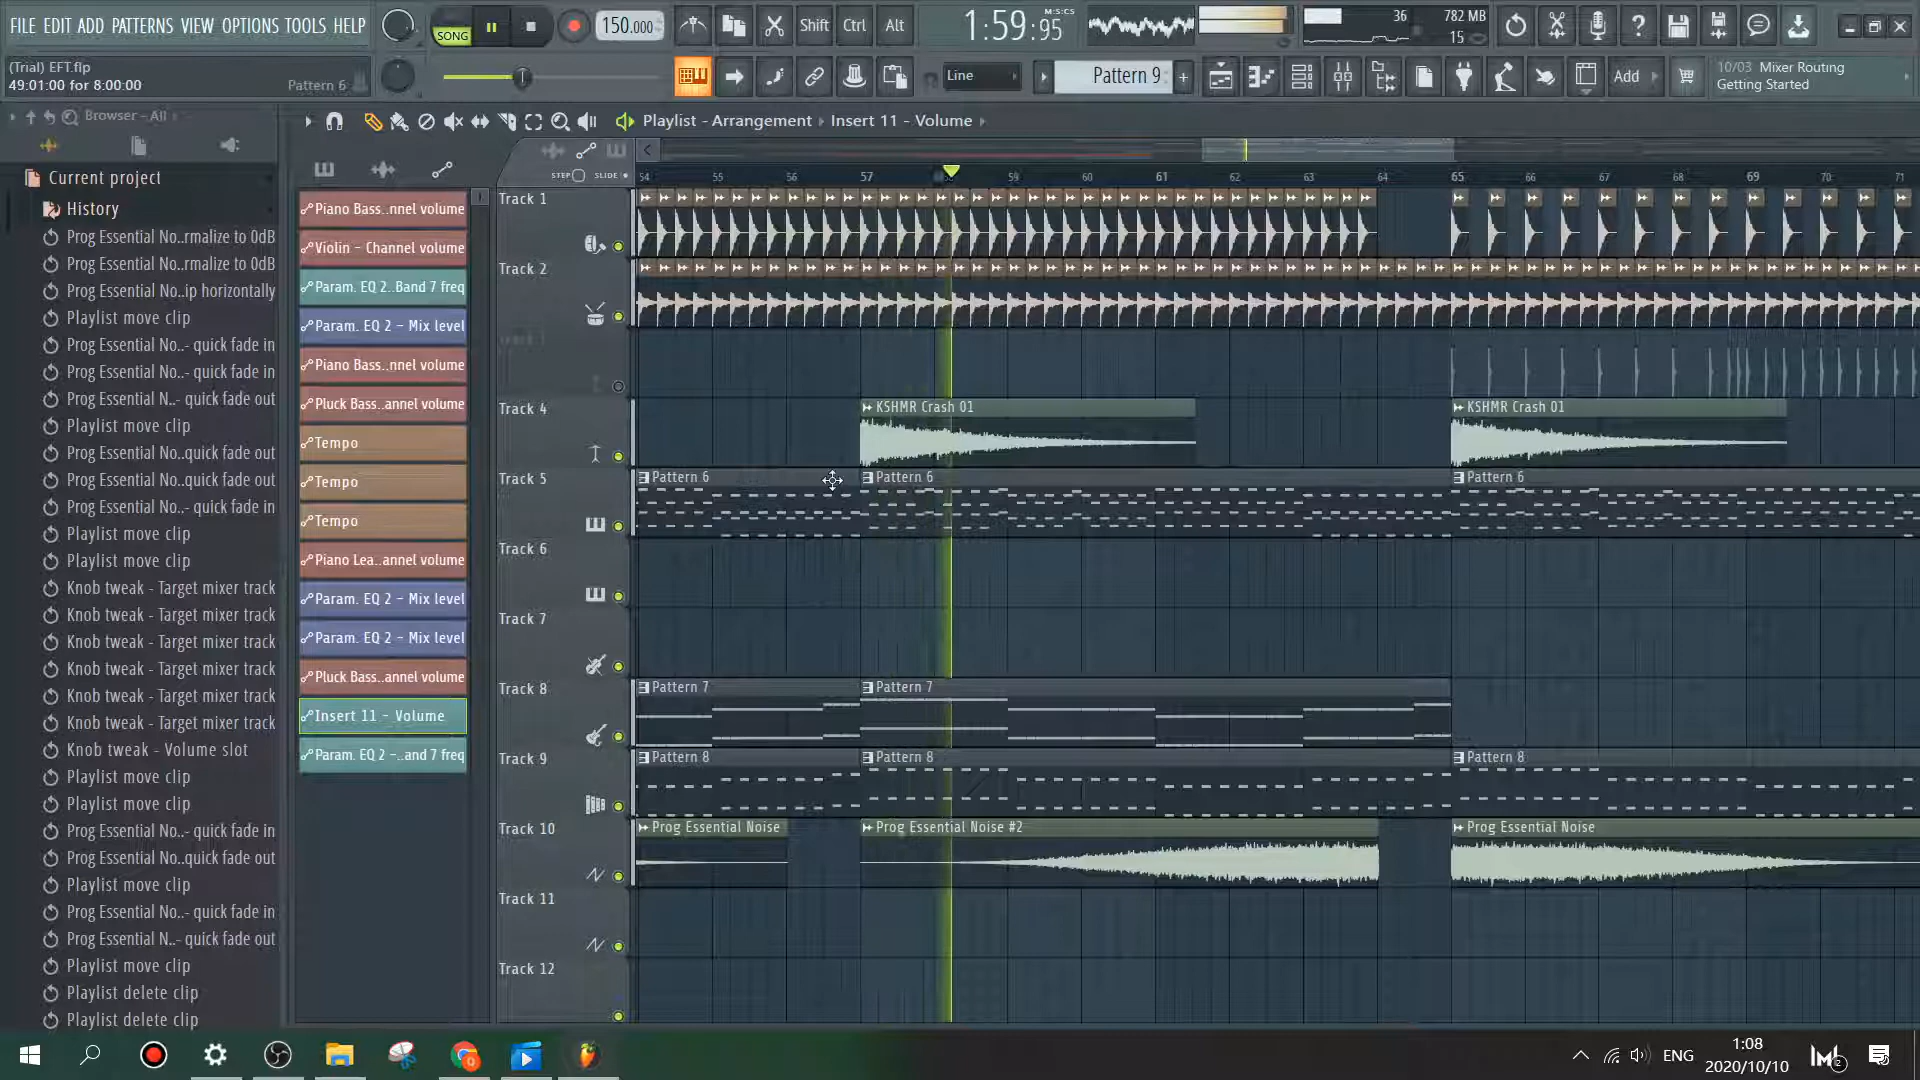 FILE EDIT ADD PATTERNS VIEW OPTIONS TOOLS HELP
SONG
150.000
Shift Ctrl Alt
1:59:95
M:S:CS
36
782 MB
15
(Trial) EFT.flp
49:01:00 for 8:00:00
Pattern 6
Line
Pattern 9
+
Add
10/03 Mixer Routing
Getting Started
Browser - All
Playlist - Arrangement › Insert 11 - Volume ›
Current project
History
Prog Essential No..rmalize to 0dB
Prog Essential No..rmalize to 0dB
Prog Essential No..ip horizontally
Playlist move clip
Prog Essential No..- quick fade in
Prog Essential No..- quick fade in
Prog Essential N..- quick fade out
Playlist move clip
Prog Essential No..quick fade out
Prog Essential No..quick fade out
Prog Essential No..- quick fade in
Playlist move clip
Playlist move clip
Knob tweak - Target mixer track
Knob tweak - Target mixer track
Knob tweak - Target mixer track
Knob tweak - Target mixer track
Knob tweak - Target mixer track
Knob tweak - Target mixer track
Knob tweak - Volume slot
Playlist move clip
Playlist move clip
Prog Essential No..- quick fade in
Prog Essential No..quick fade out
Playlist move clip
Prog Essential No..- quick fade in
Prog Essential N..- quick fade out
Playlist move clip
Playlist delete clip
Playlist delete clip
Piano Bass..nnel volume
Violin - Channel volume
Param. EQ 2..Band 7 freq
Param. EQ 2 - Mix level
Piano Bass..nnel volume
Pluck Bass..annel volume
Tempo
Tempo
Tempo
Piano Lea..annel volume
Param. EQ 2 - Mix level
Param. EQ 2 - Mix level
Pluck Bass..annel volume
Insert 11 - Volume
Param. EQ 2 -..and 7 freq
STEP SLIDE
54 55 56 57 59 60 61 62 63 64 65 66 67 68 69 70 71
Track 1
Track 2
Track 4
KSHMR Crash 01
KSHMR Crash 01
Track 5
Pattern 6
Pattern 6
Pattern 6
Track 6
Track 7
Track 8
Pattern 7
Pattern 7
Track 9
Pattern 8
Pattern 8
Pattern 8
Track 10
Prog Essential Noise
Prog Essential Noise #2
Prog Essential Noise
Track 11
Track 12
ENG
1:08
2020/10/10
2